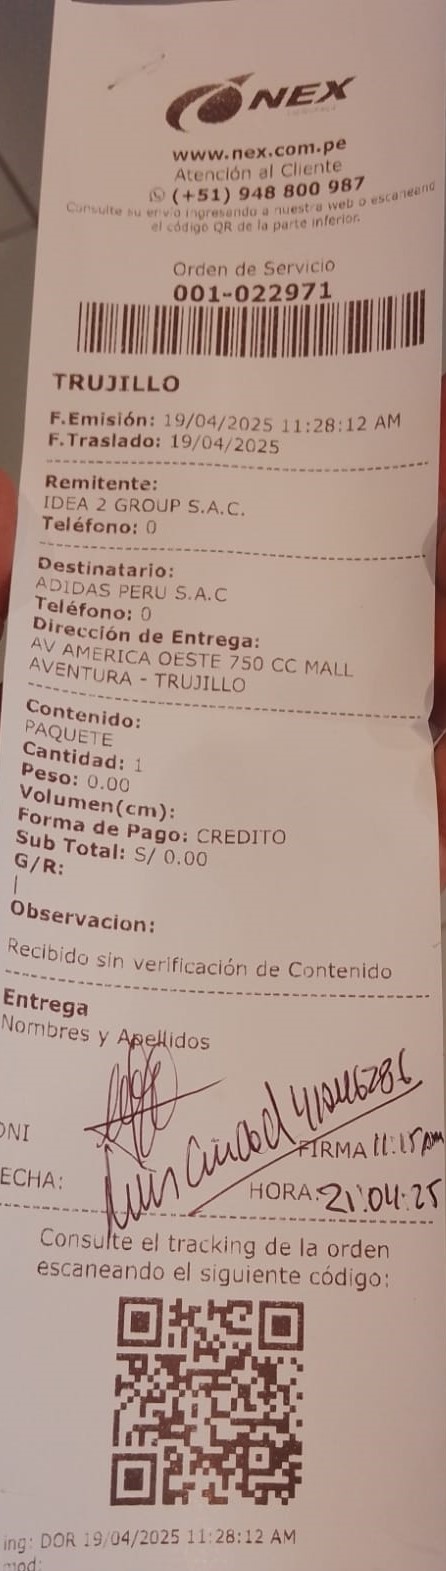 NEX
www.nex.com.pe
Atención al Cliente
(+51) 948 800 987
Consulte su envío ingresando a nuestra web o escaneand
el código QR de la parte inferior.
Orden de Servicio
001-022971
TRUJILLO
F.Emisión: 19/04/2025 11:28:12 AM
F.Traslado: 19/04/2025
Remitente:
IDEA 2 GROUP S.A.C.
Teléfono: 0
Destinatario:
ADIDAS PERU S.A.C
Teléfono: 0
Dirección de Entrega:
AV AMERICA OESTE 750 CC MALL
AVENTURA - TRUJILLO
Contenido:
PAQUETE
Cantidad: 1
Peso: 0.00
Volumen(cm):
Forma de Pago: CREDITO
Sub Total: S/ 0.00
G/R:
|
Observacion:
Recibido sin verificación de Contenido
Entrega
Nombres y Apellidos
Luis
DNI
FIRMA 11:15 am
ECHA:
HORA: 21.04.25
Consulte el tracking de la orden
escaneando el siguiente código:
ing: DOR 19/04/2025 11:28:12 AM
mod: